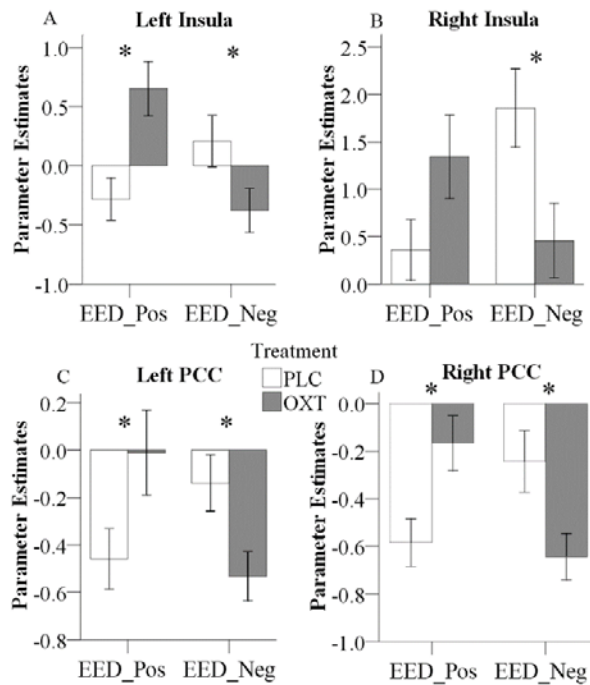 A
Left Insula
Parameter Estimates
1.0
0.5
0.0
-0.5
-1.0
*
*
EED_Pos
EED_Neg
B
Right Insula
Parameter Estimates
2.5
2.0
1.5
1.0
0.5
0.0
*
EED_Pos
EED_Neg
Treatment
PLC
OXT
C
Left PCC
Parameter Estimates
0.2
0.0
-0.2
-0.4
-0.6
-0.8
*
*
EED_Pos
EED_Neg
D
Right PCC
Parameter Estimates
0.0
-0.2
-0.4
-0.6
-0.8
-1.0
*
*
EED_Pos
EED_Neg